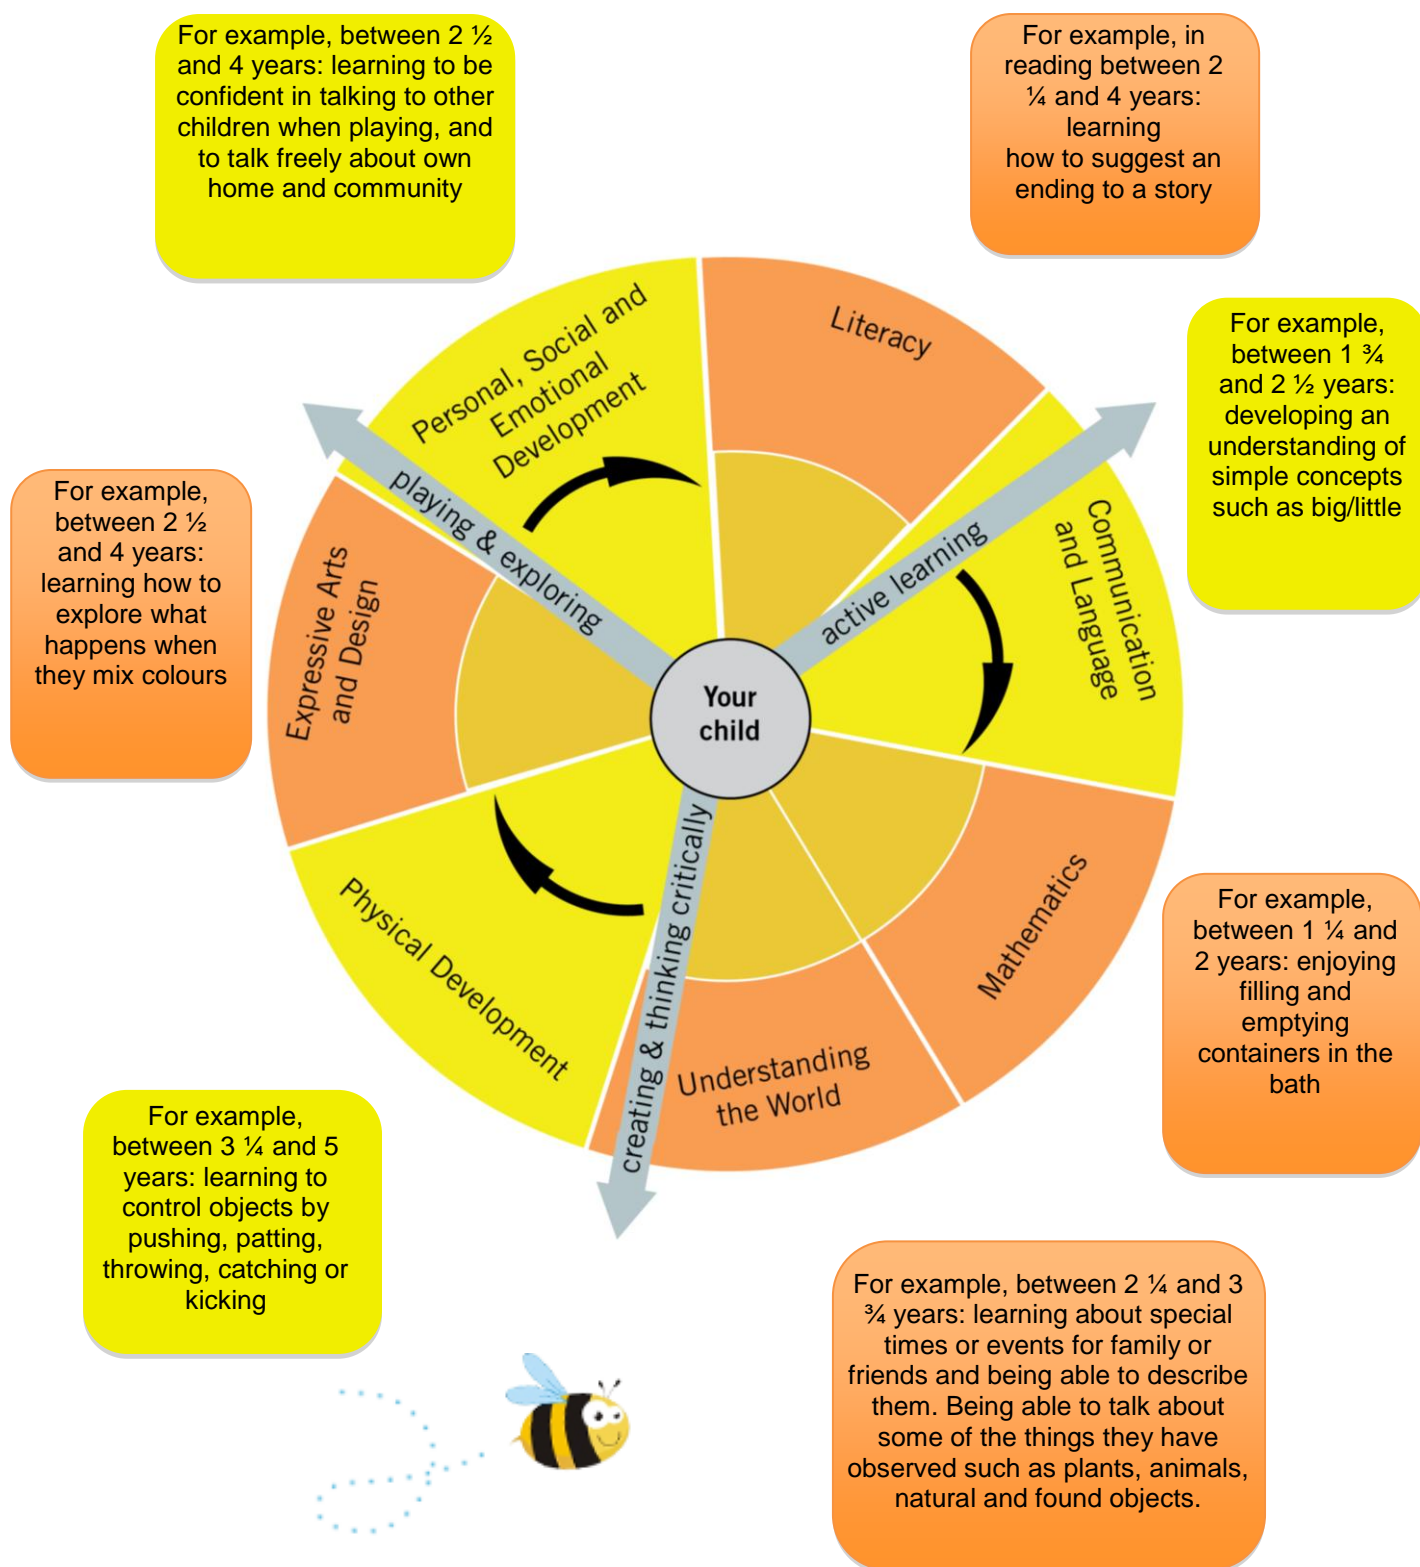 For example, between 2 ½
and 4 years: learning to be
confident in talking to other
children when playing, and
to talk freely about own
home and community
For example, in
reading between 2
¼ and 4 years:
learning
how to suggest an
ending to a story
For example,
between 1 ¾
and 2 ½ years:
developing an
understanding of
simple concepts
such as big/little
For example,
between 2 ½
and 4 years:
learning how to
explore what
happens when
they mix colours
Personal, Social and
Emotional
Development
Literacy
Communication
and Language
Expressive Arts
and Design
playing & exploring
active learning
Your
child
creating & thinking critically
Physical Development
Mathematics
Understanding
the World
For example,
between 1 ¼ and
2 years: enjoying
filling and
emptying
containers in the
bath
For example,
between 3 ¼ and 5
years: learning to
control objects by
pushing, patting,
throwing, catching or
kicking
For example, between 2 ¼ and 3
¾ years: learning about special
times or events for family or
friends and being able to describe
them. Being able to talk about
some of the things they have
observed such as plants, animals,
natural and found objects.